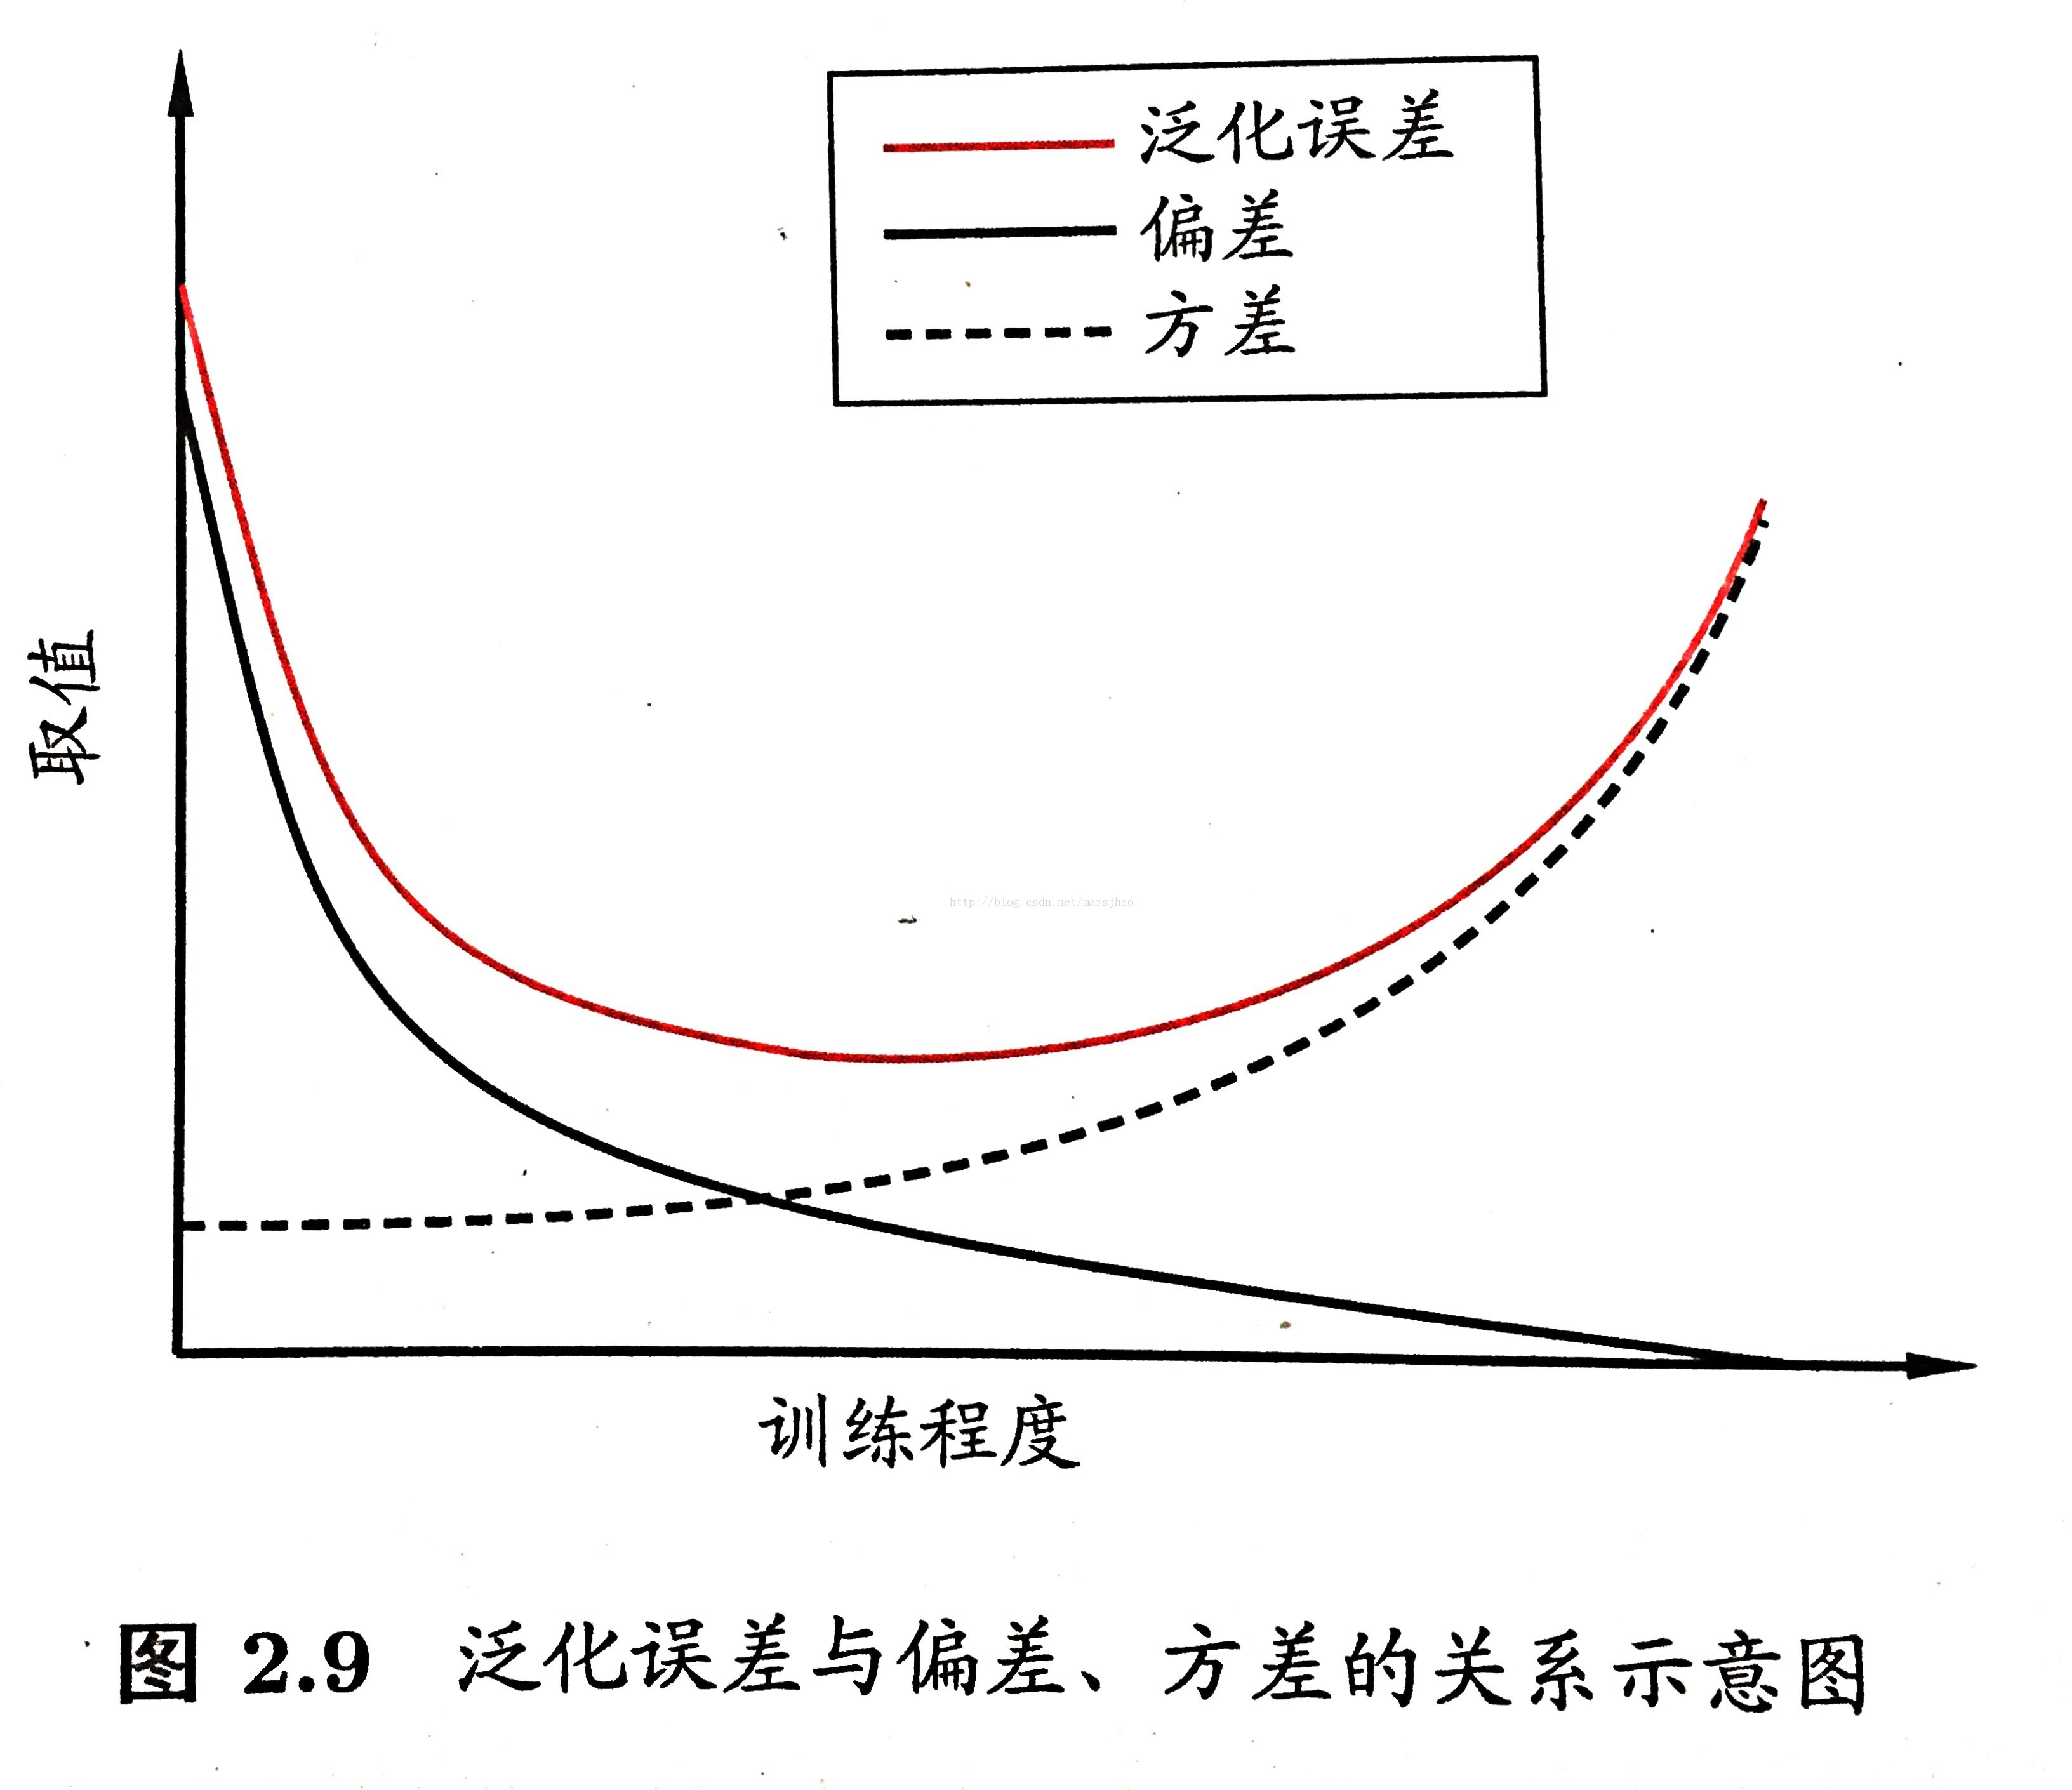 泛化误差
偏差
方差
取值
http://blog.csdn.net/marsjhao
训练程度
图 2.9 泛化误差与偏差、方差的关系示意图